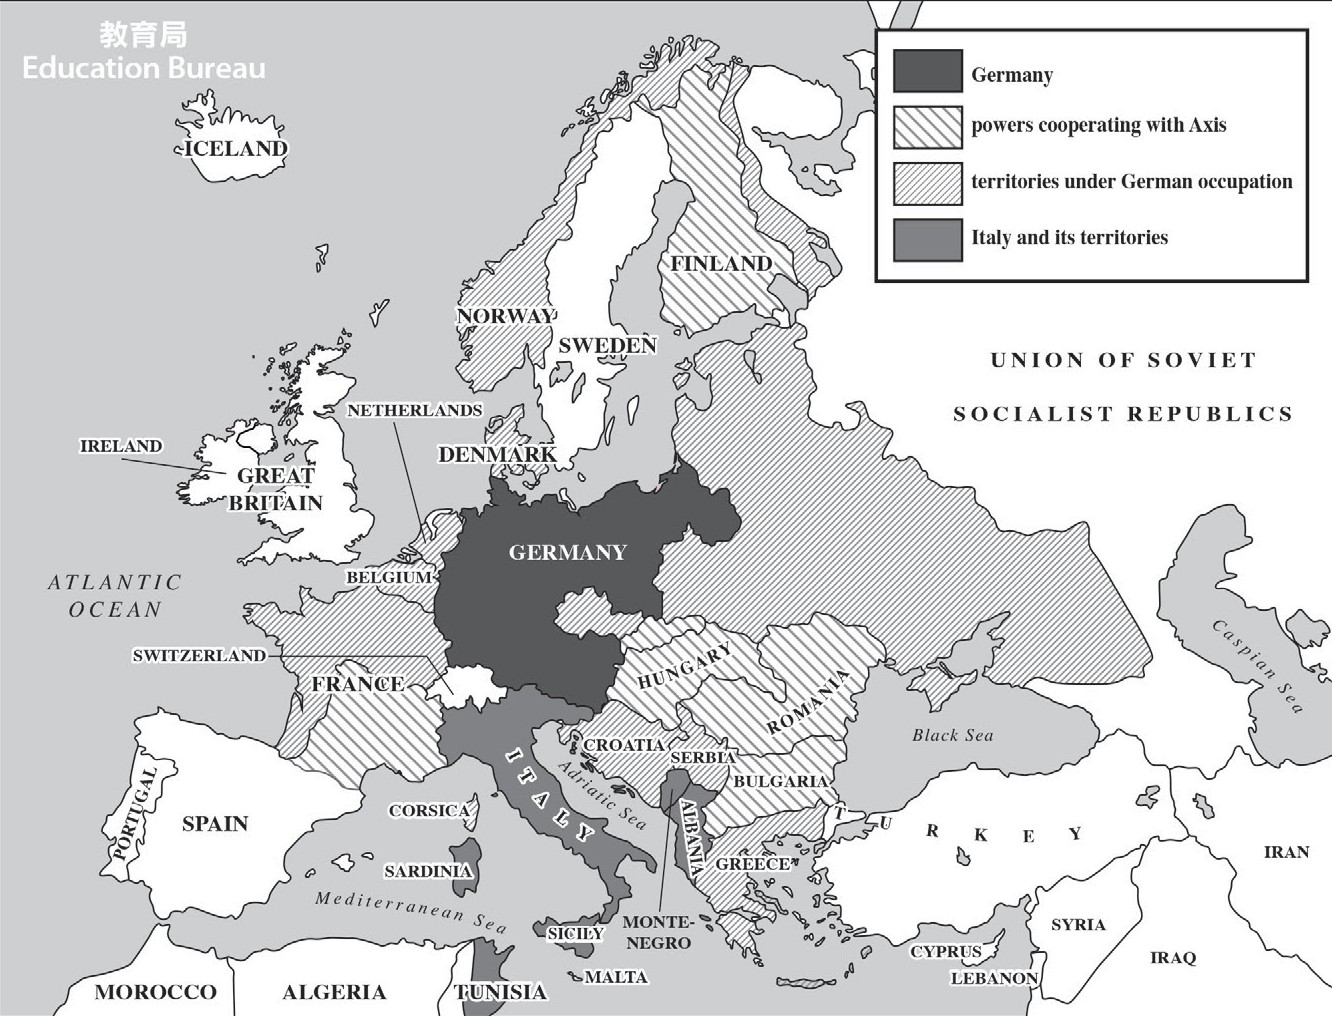 教育局
Education Bureau
Germany
powers cooperating with Axis
territories under German occupation
Italy and its territories
ICELAND
FINLAND
NORWAY
SWEDEN
UNION OF SOVIET
SOCIALIST REPUBLICS
NETHERLANDS
IRELAND
DENMARK
GREAT
BRITAIN
GERMANY
BELGIUM
ATLANTIC
OCEAN
SWITZERLAND
FRANCE
HUNGARY
ROMANIA
Caspian Sea
Black Sea
CROATIA
SERBIA
BULGARIA
ITALY
Adriatic Sea
CORSICA
ALBANIA
PORTUGAL
SPAIN
TURKEY
IRAN
GREECE
SARDINIA
Mediterranean Sea
SICILY
MONTE-
NEGRO
SYRIA
CYPRUS
LEBANON
IRAQ
MALTA
MOROCCO
ALGERIA
TUNISIA